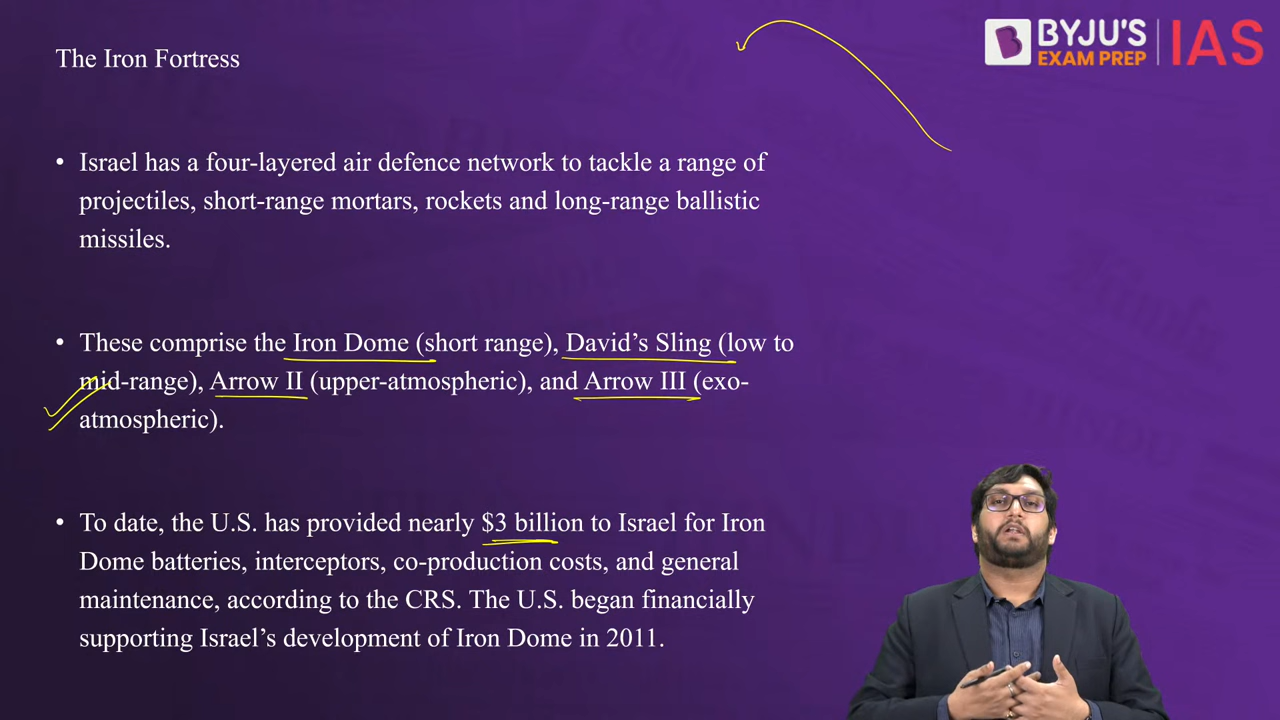 The Iron Fortress
BYJU'S
EXAM PREP
IAS
• Israel has a four-layered air defence network to tackle a range of
projectiles, short-range mortars, rockets and long-range ballistic
missiles.
• These comprise the Iron Dome (short range), David’s Sling (low to
mid-range), Arrow II (upper-atmospheric), and Arrow III (exo-
atmospheric).
• To date, the U.S. has provided nearly $3 billion to Israel for Iron
Dome batteries, interceptors, co-production costs, and general
maintenance, according to the CRS. The U.S. began financially
supporting Israel’s development of Iron Dome in 2011.